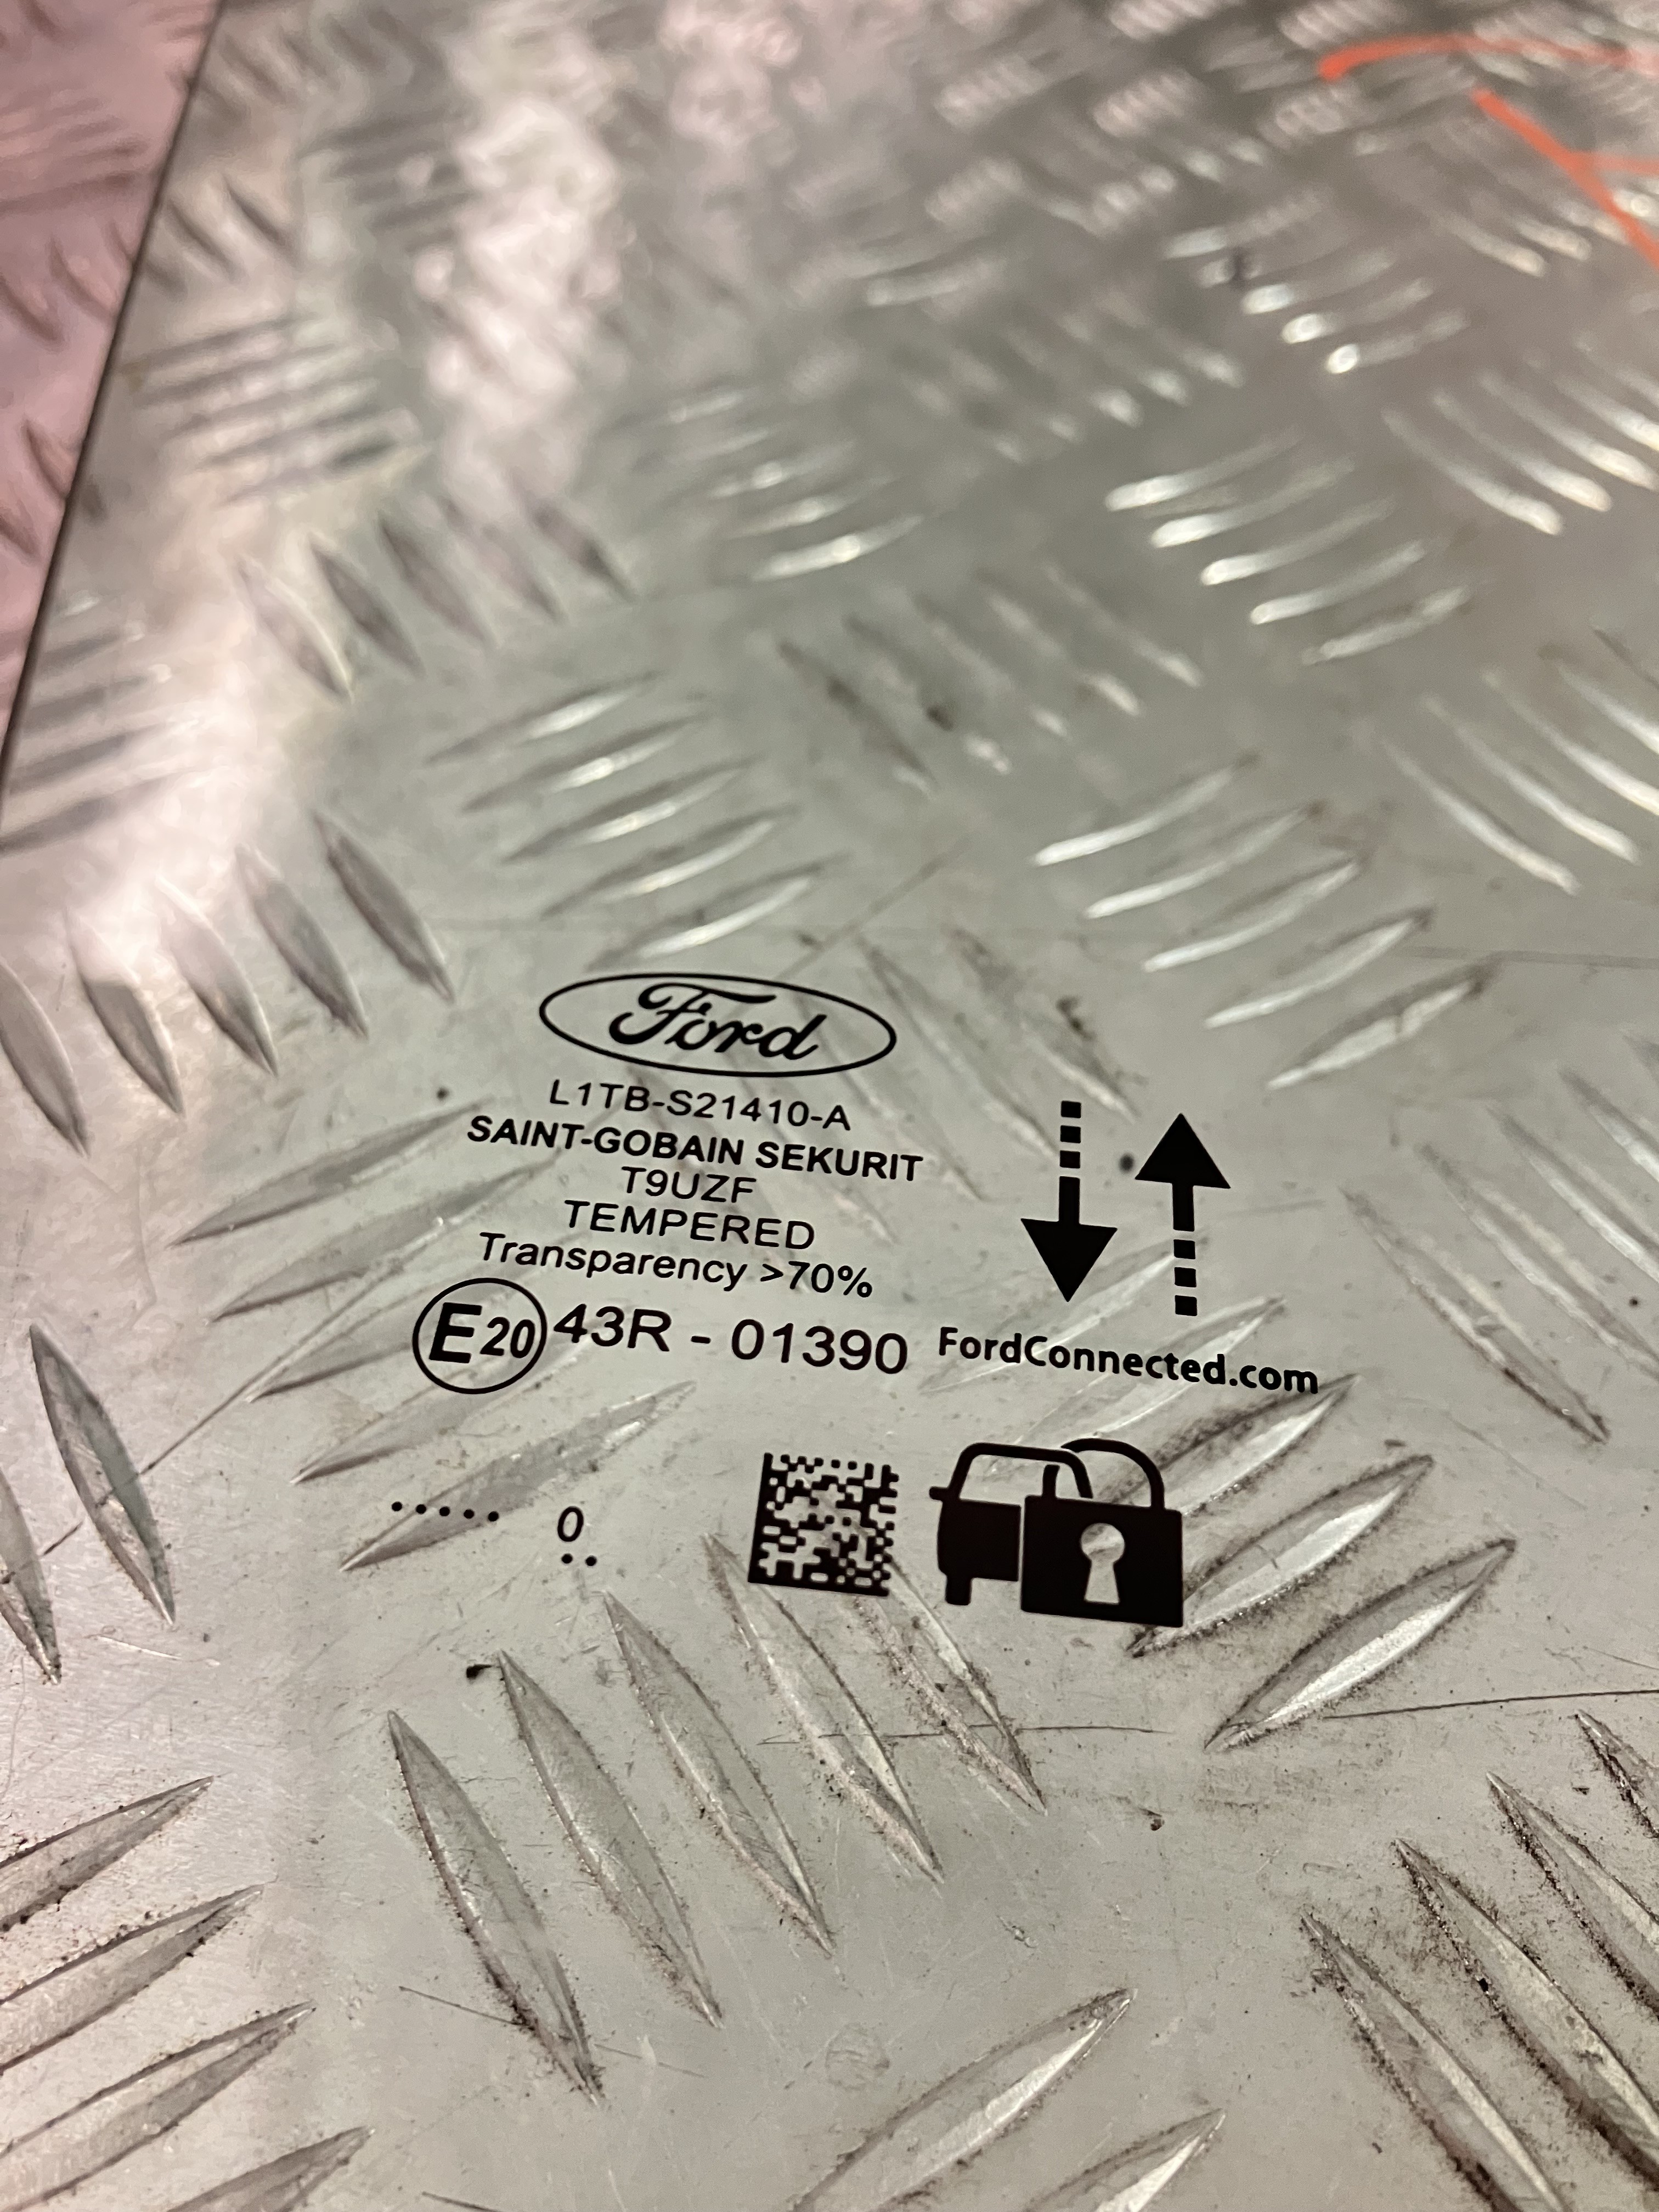 Ford
L1TB-S21410-A
SAINT-GOBAIN SEKURIT
T9UZF
TEMPERED
Transparency >70%
E20 43R - 01390
FordConnected.com
..... 0
..